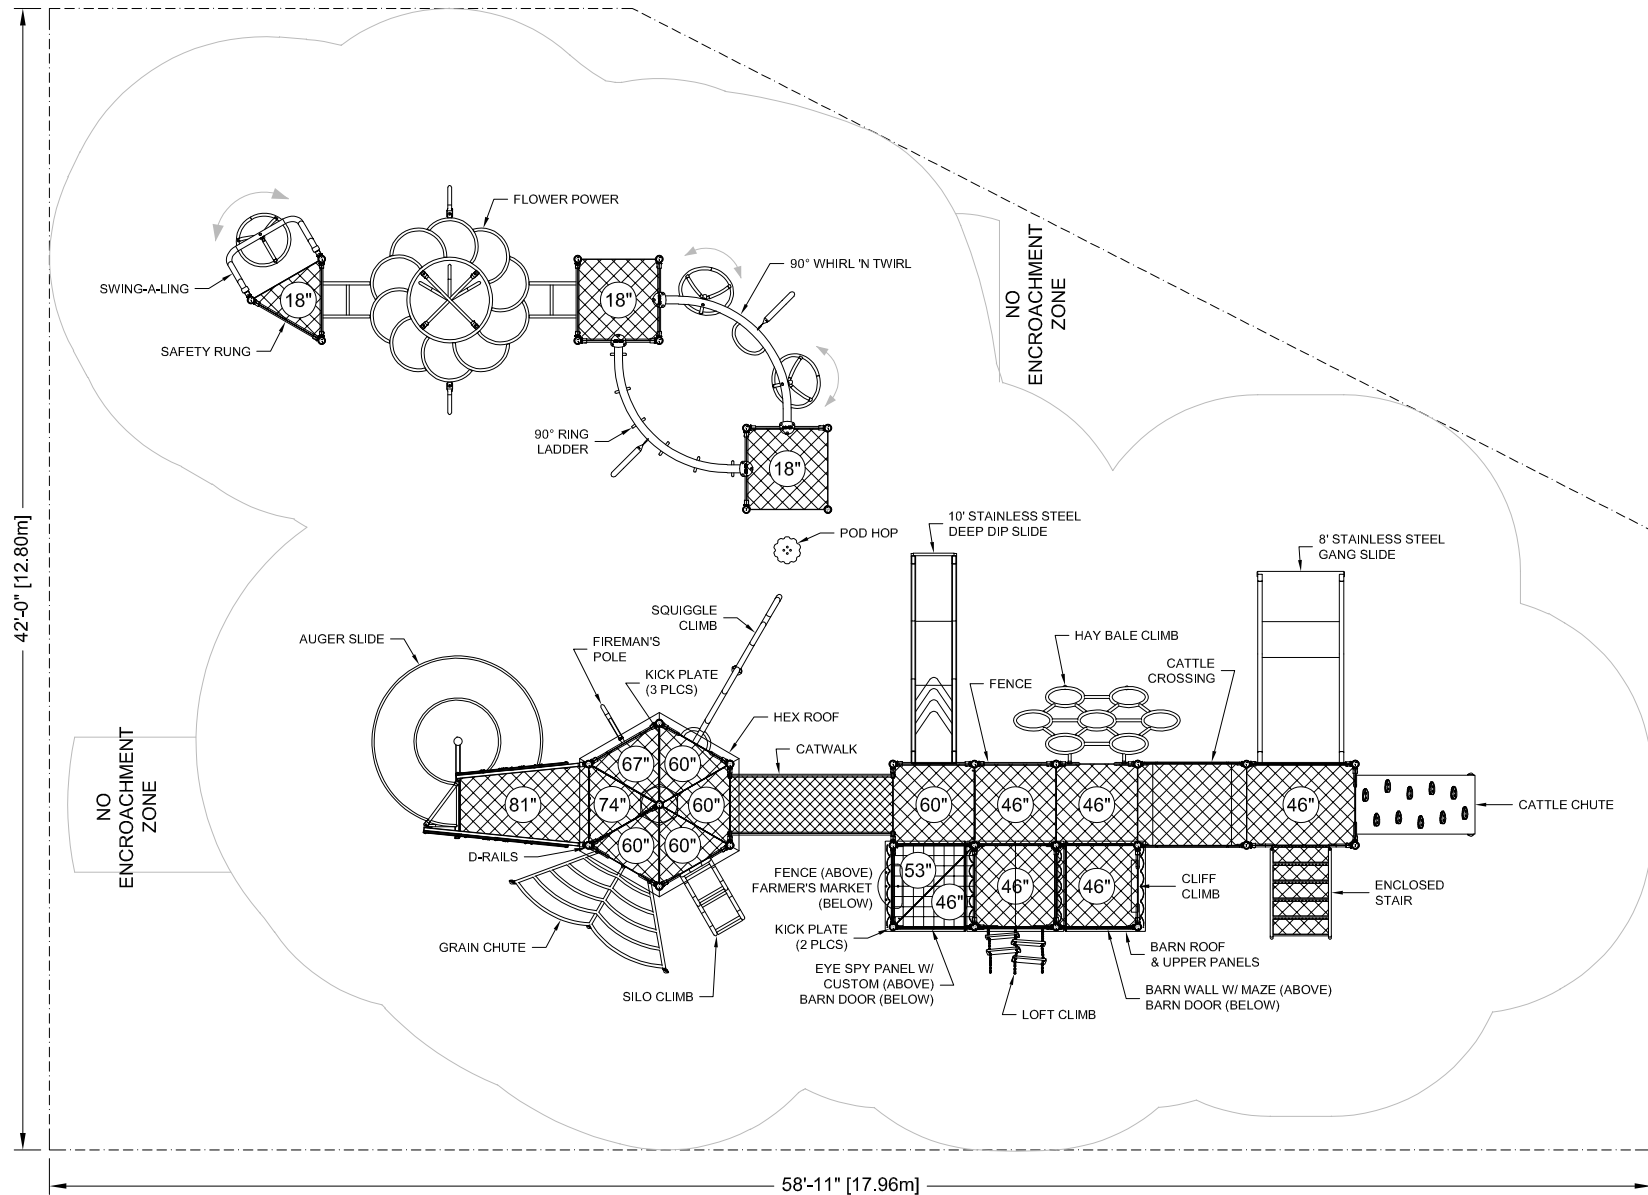 FLOWER POWER
NO
ENCROACHMENT
ZONE
90° WHIRL 'N TWIRL
SWING-A-LING
18"
18"
SAFETY RUNG
90° RING
LADDER
18"
10' STAINLESS STEEL
DEEP DIP SLIDE
POD HOP
8' STAINLESS STEEL
GANG SLIDE
42'-0" [12.80m]
SQUIGGLE
CLIMB
AUGER SLIDE
FIREMAN'S
POLE
HAY BALE CLIMB
CATTLE
CROSSING
KICK PLATE
(3 PLCS)
FENCE
HEX ROOF
CATWALK
NO
ENCROACHMENT
ZONE
67"
60"
81"
74"
60"
60"
46"
46"
46"
CATTLE CHUTE
60"
60"
D-RAILS
FENCE (ABOVE)
FARMER'S MARKET
(BELOW)
53"
46"
46"
46"
CLIFF
CLIMB
ENCLOSED
STAIR
KICK PLATE
(2 PLCS)
GRAIN CHUTE
BARN ROOF
& UPPER PANELS
EYE SPY PANEL W/
CUSTOM (ABOVE)
BARN DOOR (BELOW)
SILO CLIMB
BARN WALL W/ MAZE (ABOVE)
BARN DOOR (BELOW)
LOFT CLIMB
58'-11" [17.96m]